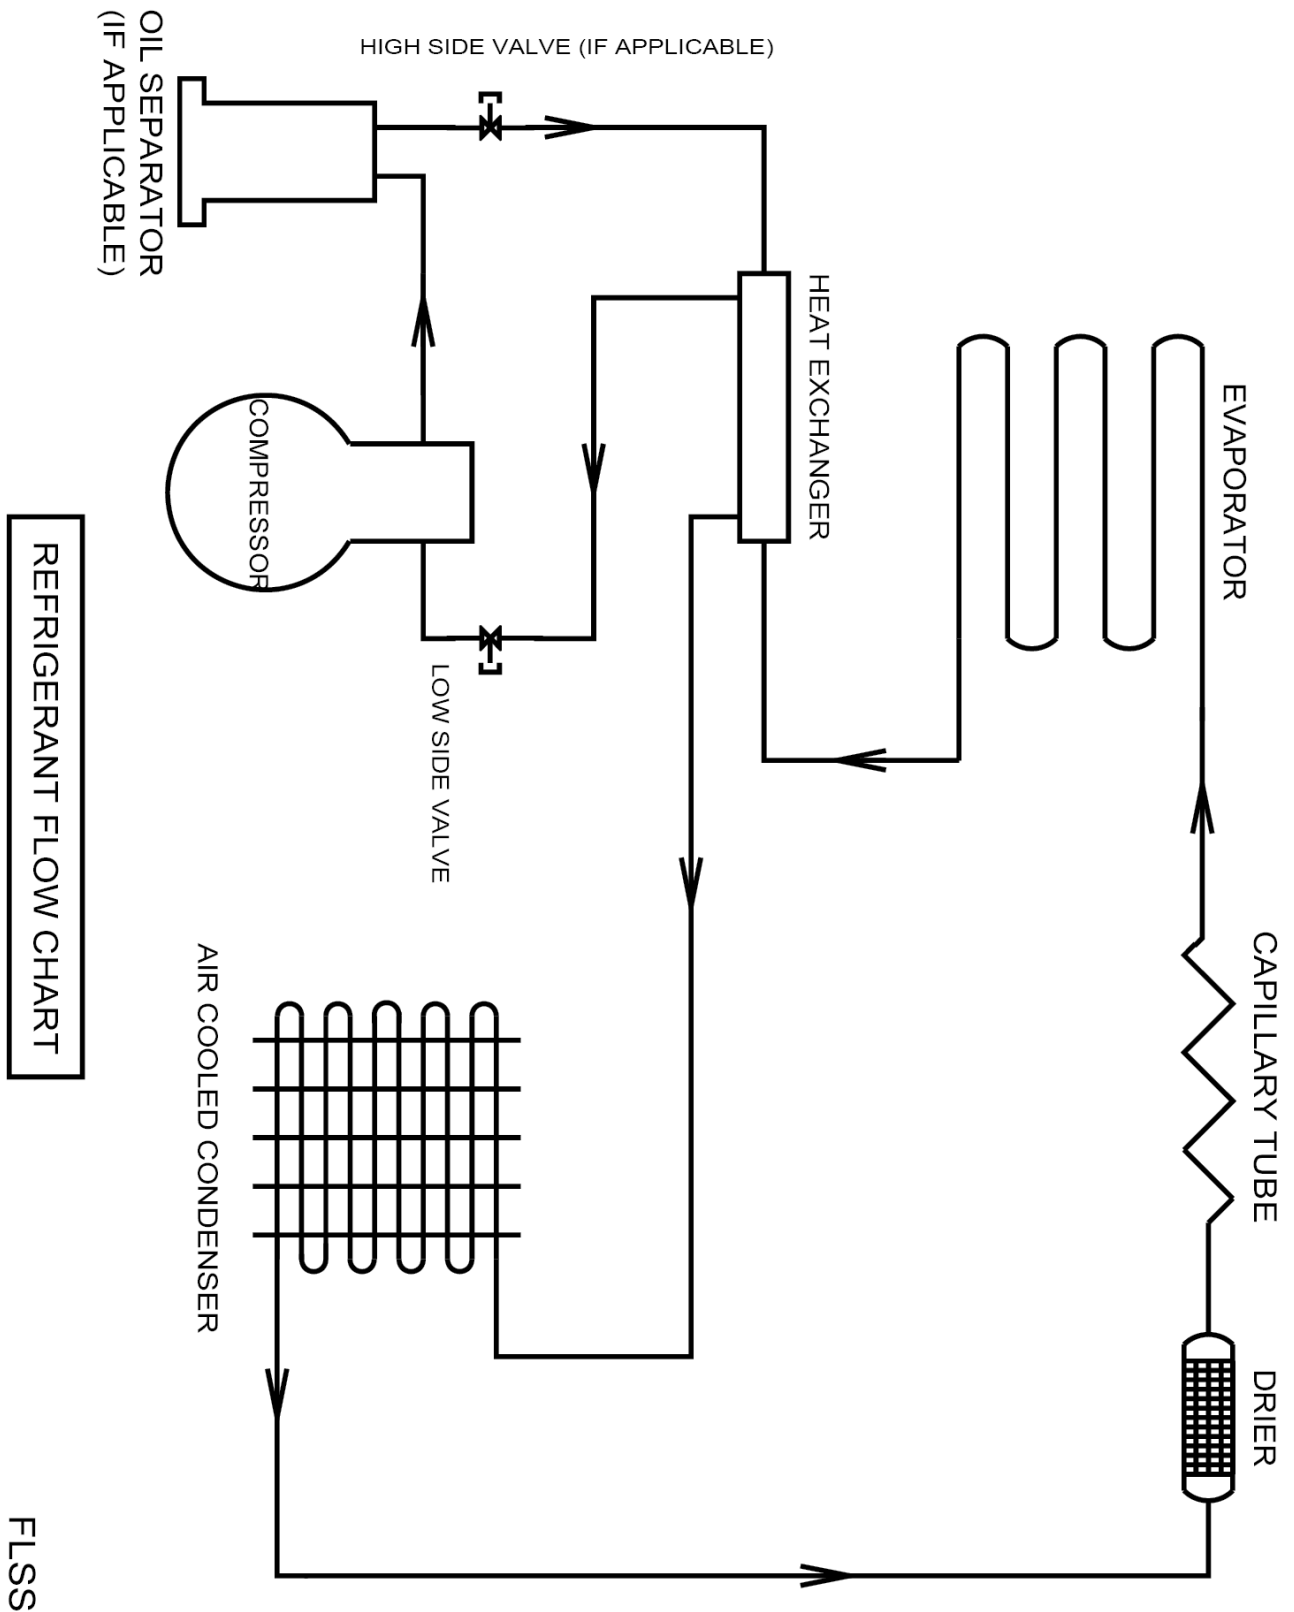 HIGH SIDE VALVE (IF APPLICABLE)
OIL SEPARATOR
(IF APPLICABLE)
HEAT EXCHANGER
EVAPORATOR
COMPRESSOR
LOW SIDE VALVE
CAPILLARY TUBE
AIR COOLED CONDENSER
DRIER
REFRIGERANT FLOW CHART
FLSS